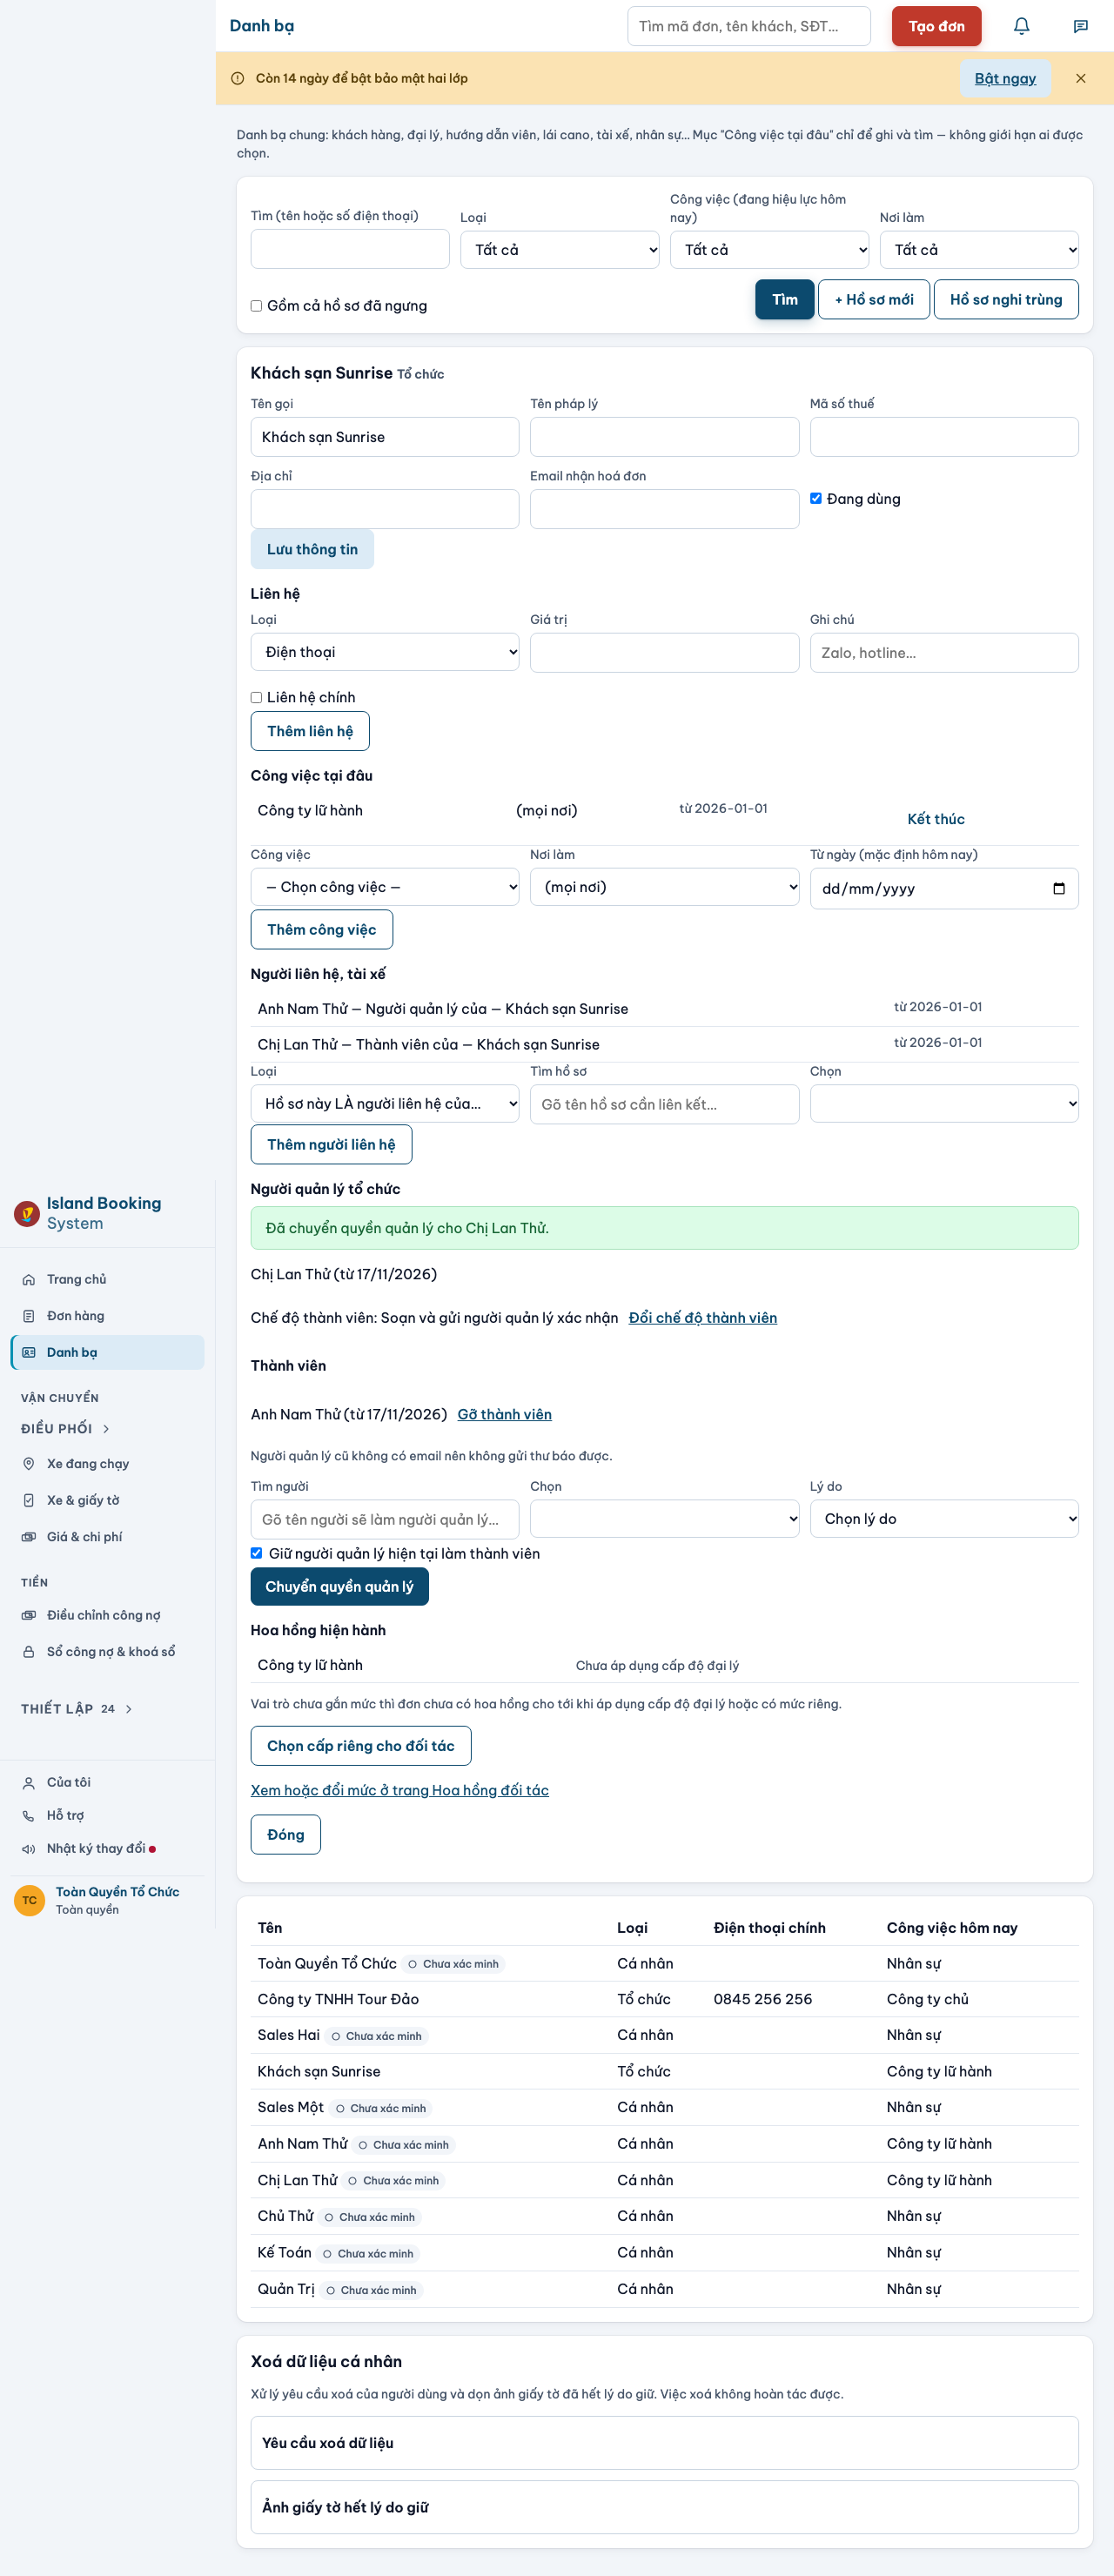 Danh bạ
Tìm mã đơn, tên khách, SĐT...
Tạo đơn
Còn 14 ngày để bật bảo mật hai lớp
Bật ngay
Danh bạ chung: khách hàng, đại lý, hướng dẫn viên, lái cano, tài xế, nhân sự... Mục "Công việc tại đâu" chỉ để ghi và tìm — không giới hạn ai được
chọn.
Tìm (tên hoặc số điện thoại)
Loại
Tất cả
Công việc (đang hiệu lực hôm
nay)
Tất cả
Nơi làm
Tất cả
Gồm cả hồ sơ đã ngưng
Tìm
+ Hồ sơ mới
Hồ sơ nghi trùng
Khách sạn Sunrise Tổ chức
Tên gọi
Khách sạn Sunrise
Tên pháp lý
Mã số thuế
Địa chỉ
Email nhận hoá đơn
Đang dùng
Lưu thông tin
Liên hệ
Loại
Điện thoại
Giá trị
Ghi chú
Zalo, hotline...
Liên hệ chính
Thêm liên hệ
Công việc tại đâu
Công ty lữ hành
(mọi nơi)
từ 2026-01-01
Kết thúc
Công việc
— Chọn công việc —
Nơi làm
(mọi nơi)
Từ ngày (mặc định hôm nay)
dd/mm/yyyy
Thêm công việc
Người liên hệ, tài xế
Anh Nam Thử — Người quản lý của — Khách sạn Sunrise
từ 2026-01-01
Chị Lan Thử — Thành viên của — Khách sạn Sunrise
từ 2026-01-01
Loại
Hồ sơ này LÀ người liên hệ của...
Tìm hồ sơ
Gõ tên hồ sơ cần liên kết...
Chọn
Thêm người liên hệ
Người quản lý tổ chức
Đã chuyển quyền quản lý cho Chị Lan Thử.
Chị Lan Thử (từ 17/11/2026)
Chế độ thành viên: Soạn và gửi người quản lý xác nhận
Đổi chế độ thành viên
Thành viên
Anh Nam Thử (từ 17/11/2026)
Gỡ thành viên
Người quản lý cũ không có email nên không gửi thư báo được.
Tìm người
Gõ tên người sẽ làm người quản lý...
Chọn
Lý do
Chọn lý do
Giữ người quản lý hiện tại làm thành viên
Chuyển quyền quản lý
Hoa hồng hiện hành
Công ty lữ hành
Chưa áp dụng cấp độ đại lý
Vai trò chưa gắn mức thì đơn chưa có hoa hồng cho tới khi áp dụng cấp độ đại lý hoặc có mức riêng.
Chọn cấp riêng cho đối tác
Xem hoặc đổi mức ở trang Hoa hồng đối tác
Đóng
Island Booking
System
Trang chủ
Đơn hàng
Danh bạ
VẬN CHUYỂN
ĐIỀU PHỐI
Xe đang chạy
Xe & giấy tờ
Giá & chi phí
TIỀN
Điều chỉnh công nợ
Sổ công nợ & khoá sổ
THIẾT LẬP 24
Của tôi
Hỗ trợ
Nhật ký thay đổi
TC
Toàn Quyền Tổ Chức
Toàn quyền
Tên
Loại
Điện thoại chính
Công việc hôm nay
Toàn Quyền Tổ Chức Chưa xác minh
Cá nhân
Nhân sự
Công ty TNHH Tour Đảo
Tổ chức
0845 256 256
Công ty chủ
Sales Hai Chưa xác minh
Cá nhân
Nhân sự
Khách sạn Sunrise
Tổ chức
Công ty lữ hành
Sales Một Chưa xác minh
Cá nhân
Nhân sự
Anh Nam Thử Chưa xác minh
Cá nhân
Công ty lữ hành
Chị Lan Thử Chưa xác minh
Cá nhân
Công ty lữ hành
Chủ Thử Chưa xác minh
Cá nhân
Nhân sự
Kế Toán Chưa xác minh
Cá nhân
Nhân sự
Quản Trị Chưa xác minh
Cá nhân
Nhân sự
Xoá dữ liệu cá nhân
Xử lý yêu cầu xoá của người dùng và dọn ảnh giấy tờ đã hết lý do giữ. Việc xoá không hoàn tác được.
Yêu cầu xoá dữ liệu
Ảnh giấy tờ hết lý do giữ